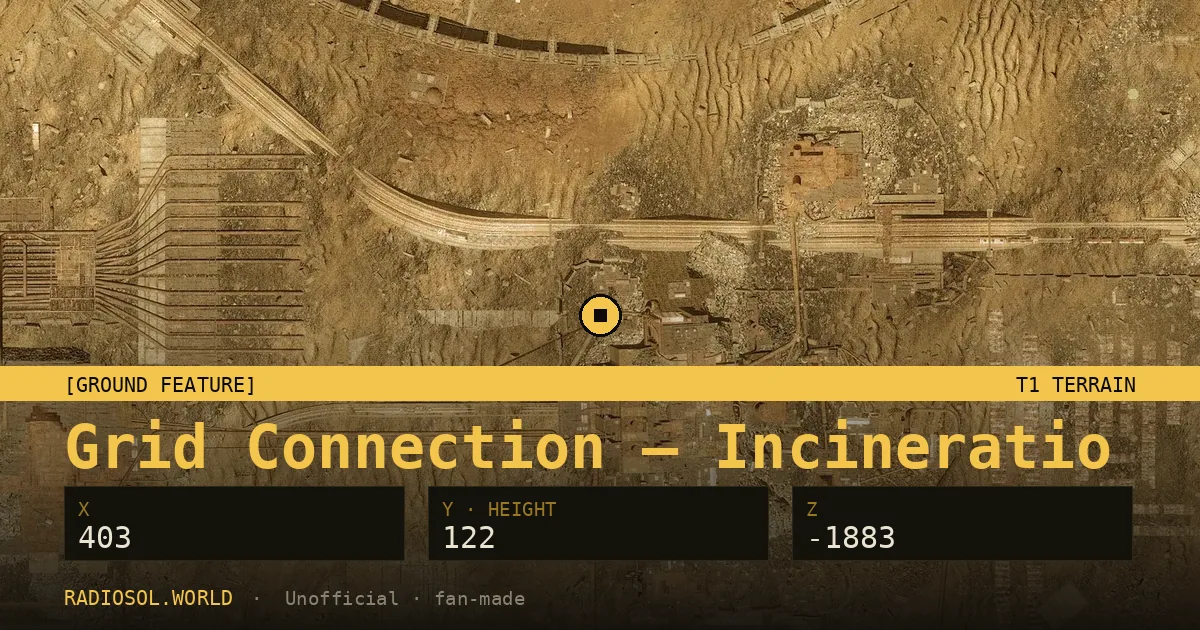 [GROUND FEATURE] T1 TERRAIN
Grid Connection — Incineratio
X Y · HEIGHT Z
403 122 -1883
RADIOSOL.WORLD · Unofficial · fan-made